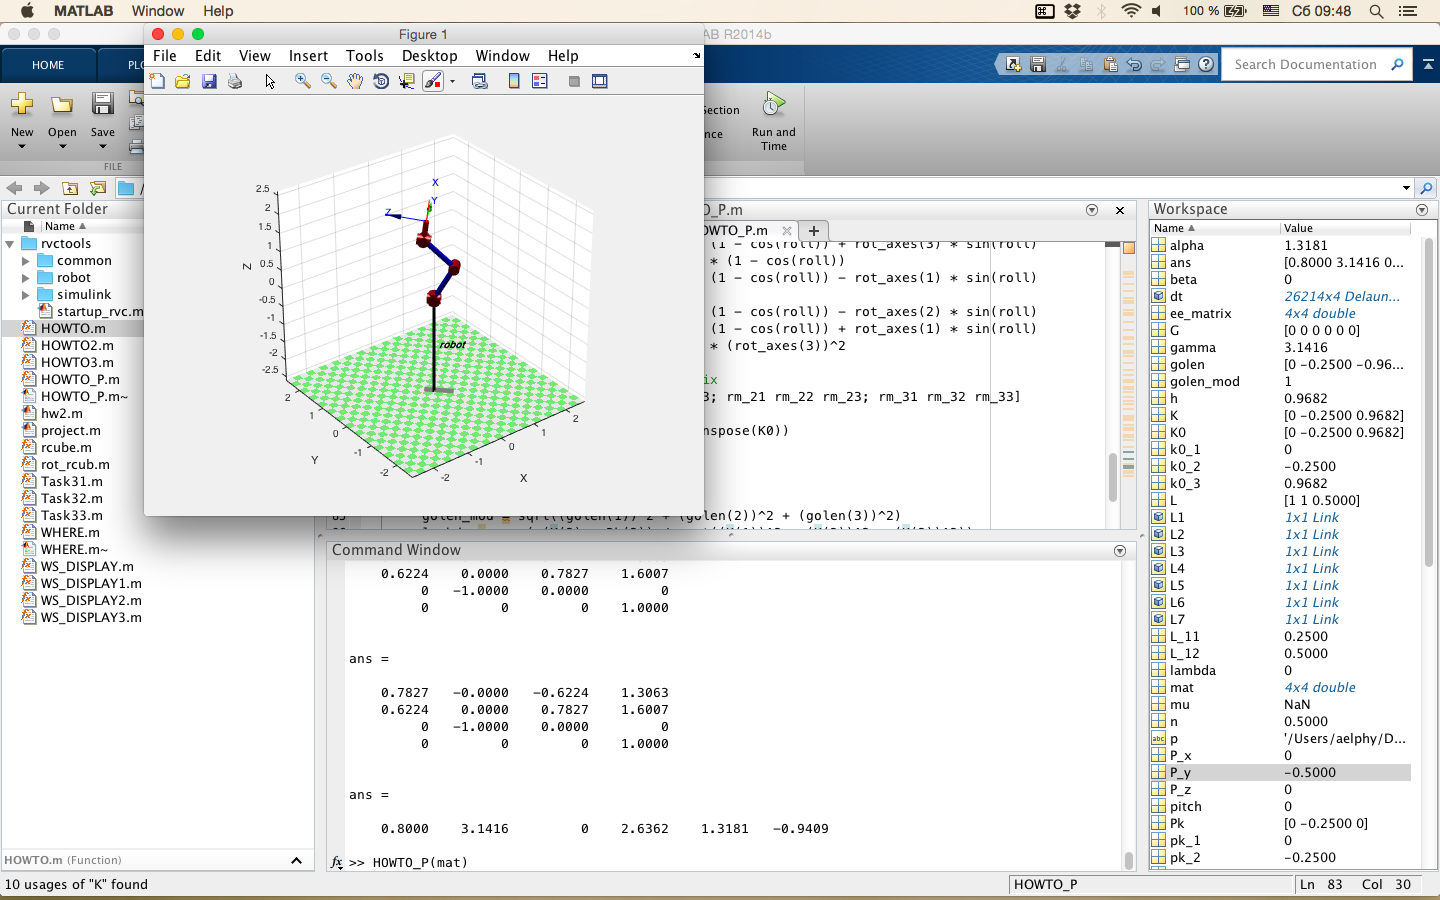 MATLAB Window Help 100 % Сб 09:48
Figure 1
AB R2014b
File Edit View Insert Tools Desktop Window Help
HOME
Search Documentation
New Open Save
Section
nce
Run and
Time
FILE
Current Folder
Name
rvctools
common
robot
simulink
startup_rvc.m
HOWTO.m
HOWTO2.m
HOWTO3.m
HOWTO_P.m
HOWTO_P.m~
hw2.m
project.m
rcube.m
rot_rcub.m
Task31.m
Task32.m
Task33.m
WHERE.m
WHERE.m~
WS_DISPLAY.m
WS_DISPLAY1.m
WS_DISPLAY2.m
WS_DISPLAY3.m
HOWTO.m (Function)
10 usages of "K" found
2.5
2
1.5
1
0.5
0
-0.5
-1
-1.5
-2
-2.5
Z
X
Y
Z
robot
2
1
0
-1
-2
Y
-2
-1
0
1
2
X
O_P.m
OWTO_P.m
(1 - cos(roll)) + rot_axes(3) * sin(roll)
* (1 - cos(roll))
(1 - cos(roll)) - rot_axes(1) * sin(roll)
(1 - cos(roll)) - rot_axes(2) * sin(roll)
(1 - cos(roll)) + rot_axes(1) * sin(roll)
* (rot_axes(3))^2
ix
3; rm_21 rm_22 rm_23; rm_31 rm_32 rm_33]
nspose(K0))
golen_mod = sqrt((golen(1))^2 + (golen(2))^2 + (golen(3))^2)
Command Window
0.6224 0.0000 0.7827 1.6007
0 -1.0000 0.0000 0
0 0 0 1.0000
ans =
0.7827 -0.0000 -0.6224 1.3063
0.6224 0.0000 0.7827 1.6007
0 -1.0000 0.0000 0
0 0 0 1.0000
ans =
0.8000 3.1416 0 2.6362 1.3181 -0.9409
fx >> HOWTO_P(mat)
Workspace
Name Value
alpha 1.3181
ans [0.8000 3.1416 0...
beta 0
dt 26214x4 Delaun...
ee_matrix 4x4 double
G [0 0 0 0 0 0]
gamma 3.1416
golen [0 -0.2500 -0.96...
golen_mod 1
h 0.9682
K [0 -0.2500 0.9682]
K0 [0 -0.2500 0.9682]
k0_1 0
k0_2 -0.2500
k0_3 0.9682
L [1 1 0.5000]
L1 1x1 Link
L2 1x1 Link
L3 1x1 Link
L4 1x1 Link
L5 1x1 Link
L6 1x1 Link
L7 1x1 Link
L_11 0.2500
L_12 0.5000
lambda 0
mat 4x4 double
mu NaN
n 0.5000
p '/Users/aelphy/D...
P_x 0
P_y -0.5000
P_z 0
pitch 0
Pk [0 -0.2500 0]
pk_1 0
pk_2 -0.2500
HOWTO_P Ln 83 Col 30